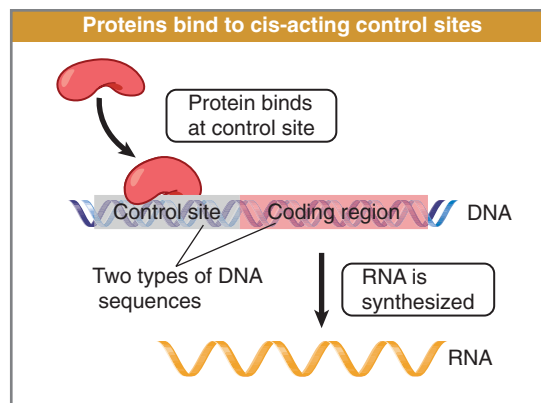 Proteins bind to cis-acting control sites
Protein binds
at control site
Control site
Coding region
DNA
Two types of DNA
sequences
RNA is
synthesized
RNA